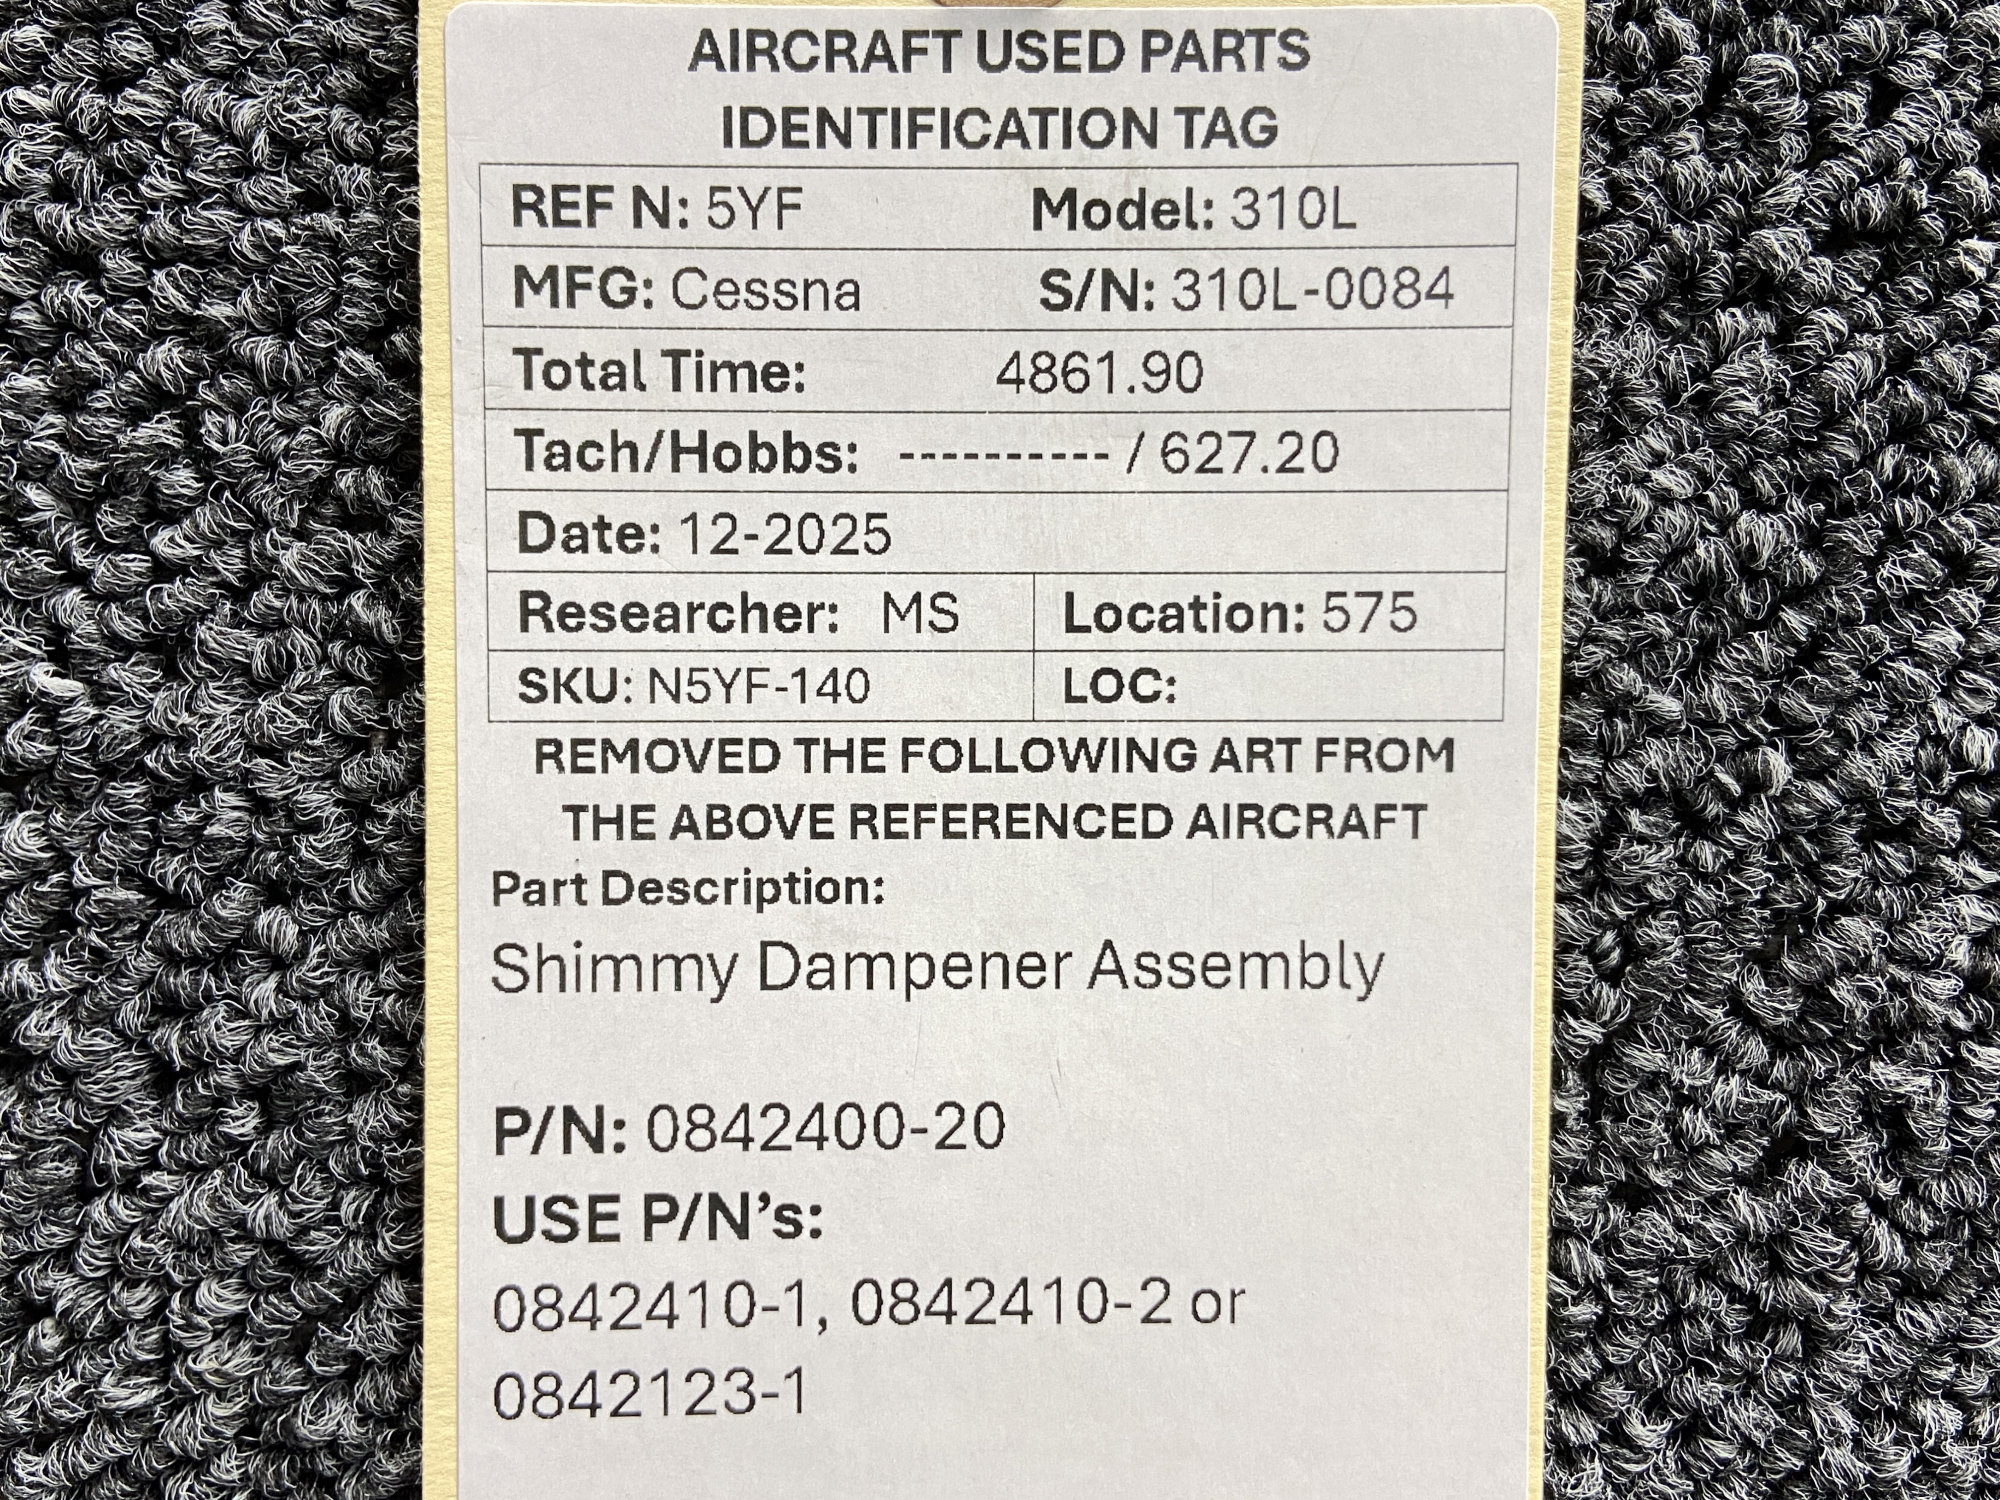 AIRCRAFT USED PARTS
IDENTIFICATION TAG
REF N: 5YF Model: 310L
MFG: Cessna S/N: 310L-0084
Total Time: 4861.90
Tach/Hobbs: ---------- / 627.20
Date: 12-2025
Researcher: MS Location: 575
SKU: N5YF-140 LOC:
REMOVED THE FOLLOWING ART FROM
THE ABOVE REFERENCED AIRCRAFT
Part Description:
Shimmy Dampener Assembly
P/N: 0842400-20
USE P/N’s:
0842410-1, 0842410-2 or
0842123-1